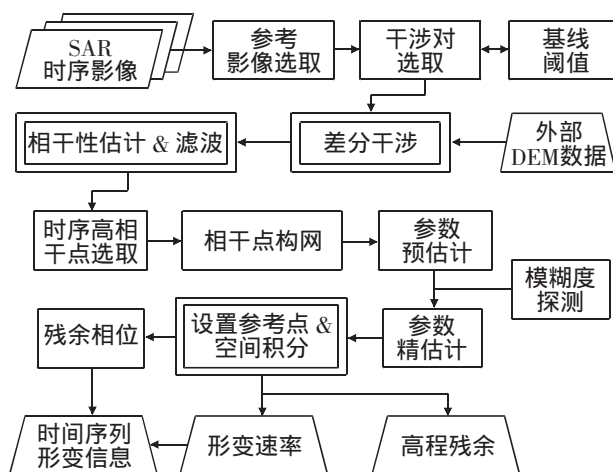 SAR
时序影像
参考
影像选取
干涉对
选取
基线
阈值
相干性估计 & 滤波
差分干涉
外部
DEM数据
时序高相
干点选取
相干点构网
参数
预估计
模糊度
探测
残余相位
设置参考点 &
空间积分
参数
精估计
时间序列
形变信息
形变速率
高程残余